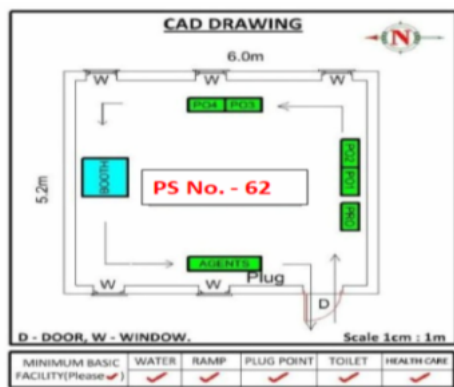 CAD DRAWING
N
6.0m
W W W
PO4 PO3
5.2m
BOOTH
PO2
PO1
PRO
PS No. - 62
AGENTS
Plug
W W
D
D - DOOR, W - WINDOW.
Scale 1cm : 1m
MINIMUM BASIC FACILITY(Please ✓)
WATER
RAMP
PLUG POINT
TOILET
HEALTH CARE
✓ ✓ ✓ ✓ ✓